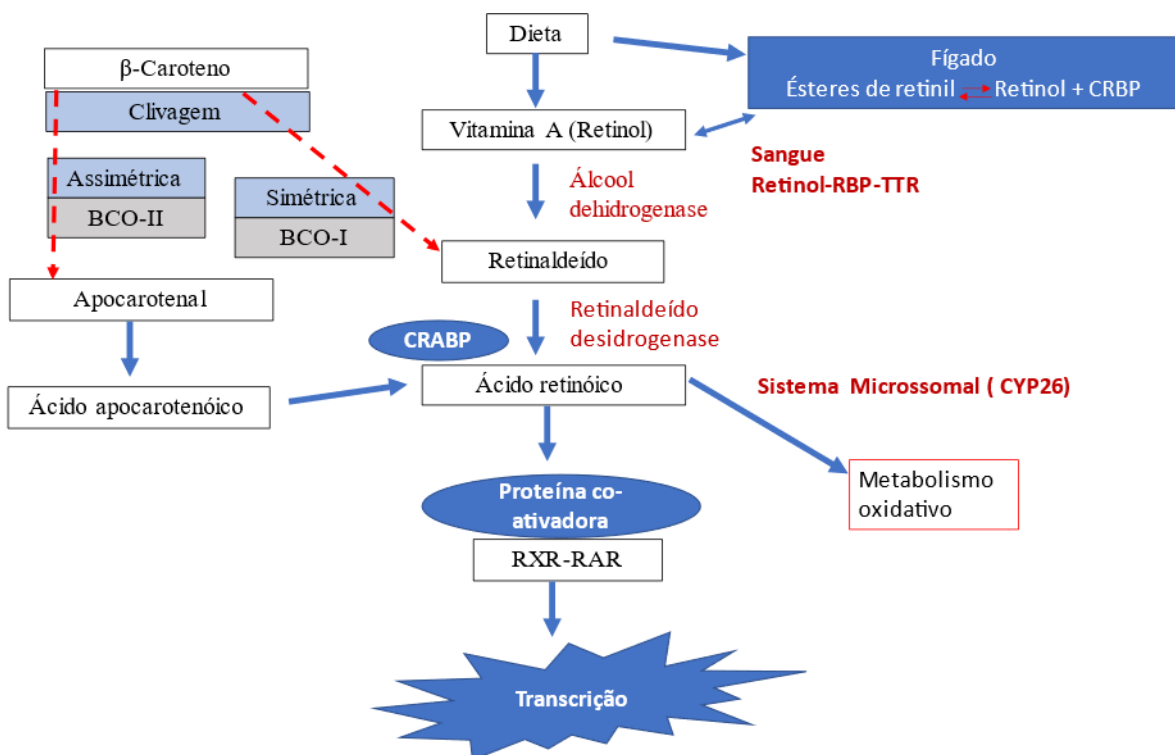 Dieta
Fígado
Ésteres de retinil Retinol + CRBP
β-Caroteno
Clivagem
Vitamina A (Retinol)
Sangue
Retinol-RBP-TTR
Assimétrica
BCO-II
Simétrica
BCO-I
Álcool
dehidrogenase
Retinaldeído
Apocarotenal
Retinaldeído
desidrogenase
CRABP
Ácido retinóico
Sistema Microssomal ( CYP26)
Ácido apocarotenóico
Metabolismo
oxidativo
Proteína co-
ativadora
RXR-RAR
Transcrição